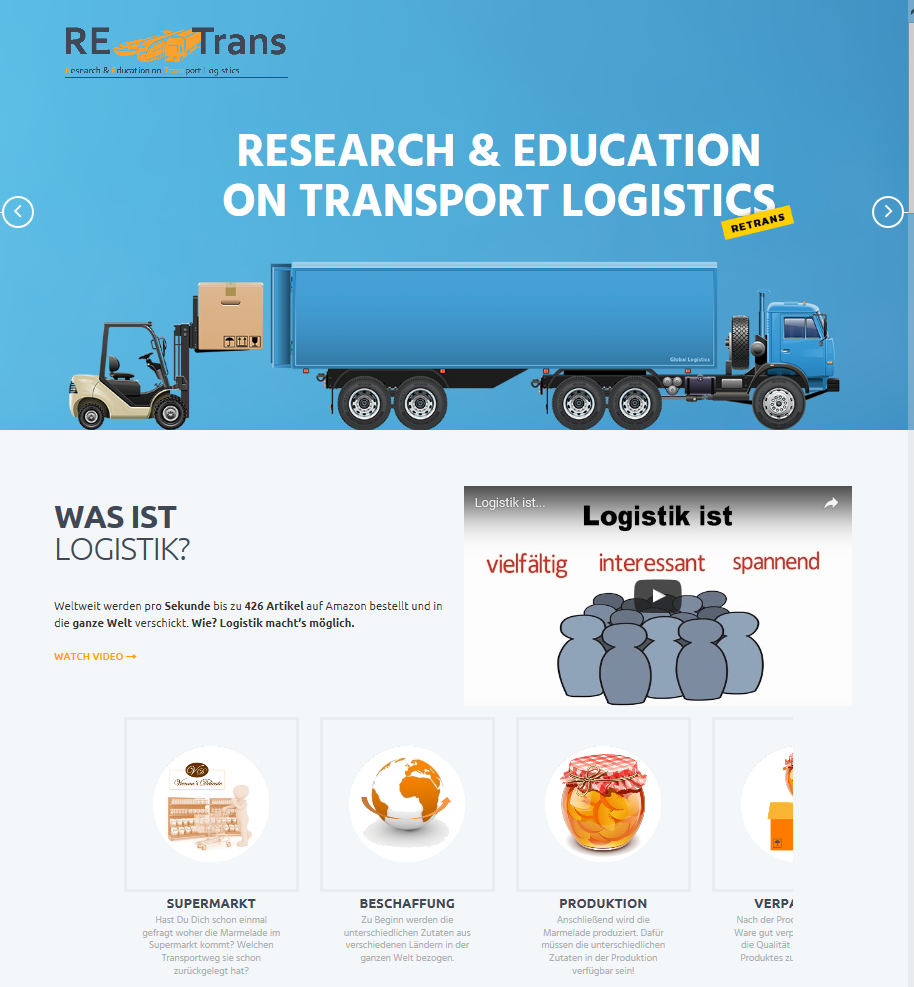 RE Trans
Research & Education on Transport Logistics
RESEARCH & EDUCATION
ON TRANSPORT LOGISTICS
RETRANS
Global Logistics
WAS IST
LOGISTIK?
Weltweit werden pro Sekunde bis zu 426 Artikel auf Amazon bestellt und in
die ganze Welt verschickt. Wie? Logistik macht's möglich.
WATCH VIDEO
Logistik ist...
Logistik ist
vielfältig interessant spannend
Vienna's Delicate
SUPERMARKT
Hast Du Dich schon einmal
gefragt woher die Marmelade im
Supermarkt kommt? Welchen
Transportweg sie schon
zurückgelegt hat?
BESCHAFFUNG
Zu Beginn werden die
unterschiedlichen Zutaten aus
verschiedenen Ländern in der
ganzen Welt bezogen.
PRODUKTION
Anschließend wird die
Marmelade produziert. Dafür
müssen die unterschiedlichen
Zutaten in der Produktion
verfügbar sein!
VERPA
Nach der Proc
Ware gut verp
die Qualität
Produktes zu